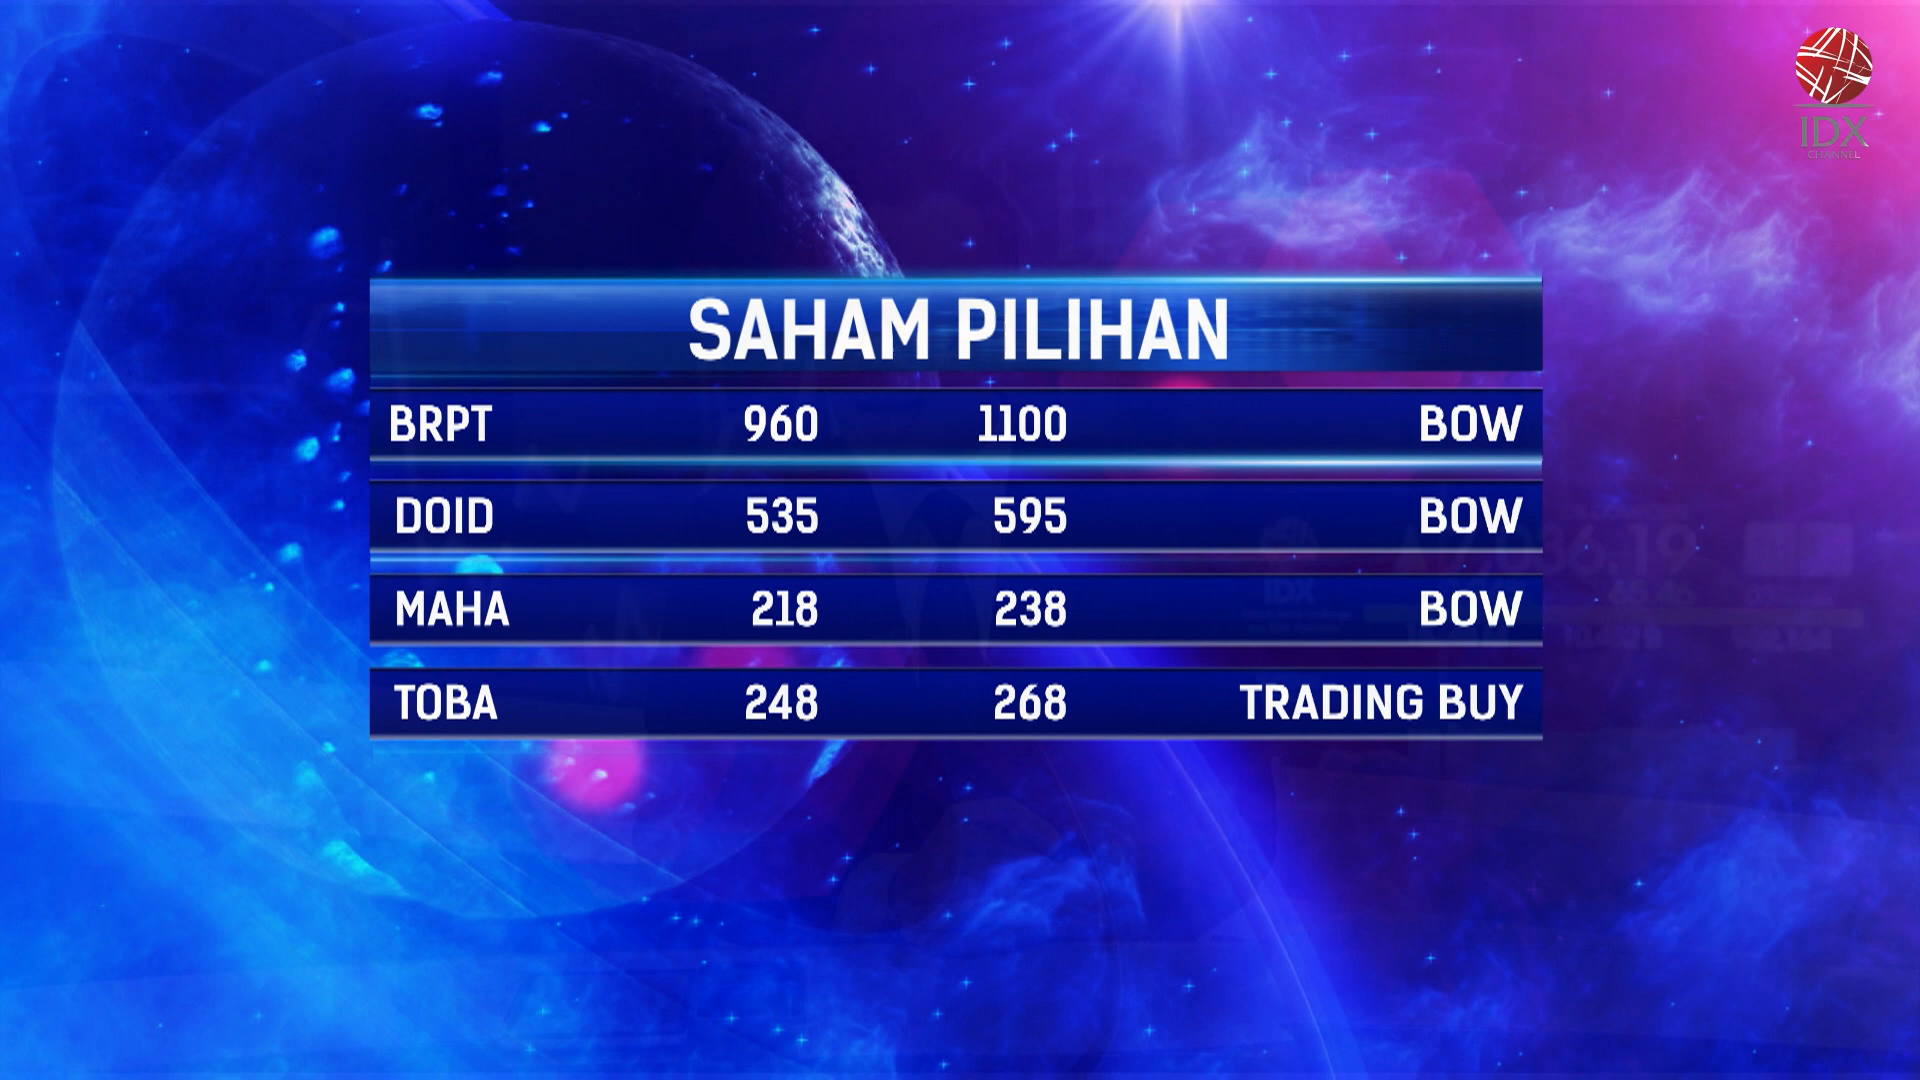 IDX
CHANNEL
SAHAM PILIHAN
BRPT 960 1100 BOW
DOID 535 595 BOW
MAHA 218 238 BOW
TOBA 248 268 TRADING BUY